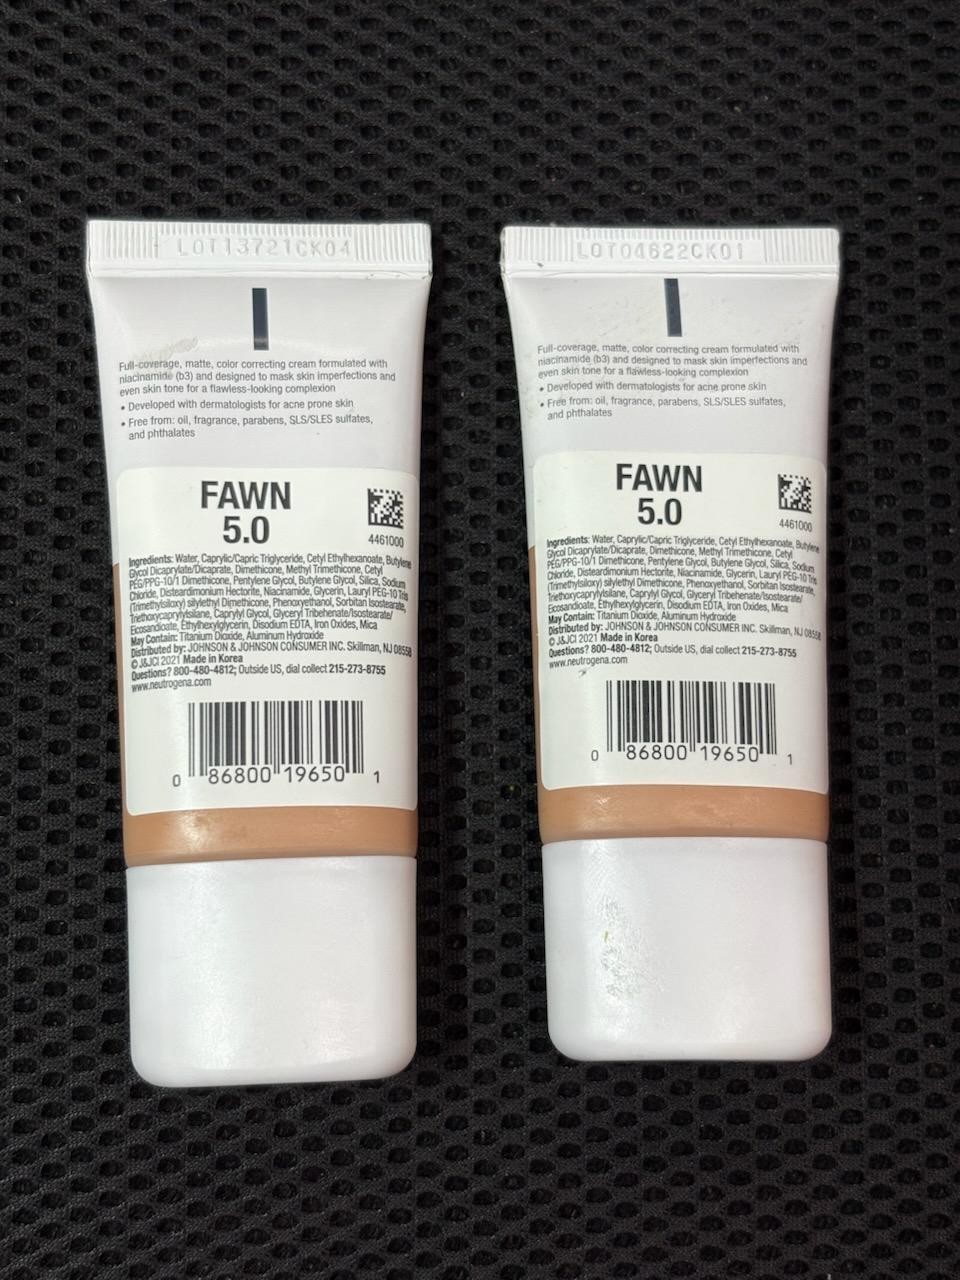 LOT13721CK04
Full-coverage, matte, color correcting cream formulated with
niacinamide (b3) and designed to mask skin imperfections and
even skin tone for a flawless-looking complexion
• Developed with dermatologists for acne prone skin
• Free from: oil, fragrance, parabens, SLS/SLES sulfates,
and phthalates
FAWN
5.0
4461000
Ingredients: Water, Caprylic/Capric Triglyceride, Cetyl Ethylhexanoate, Butylene
Glycol Dicaprylate/Dicaprate, Dimethicone, Methyl Trimethicone, Cetyl
PEG/PPG-10/1 Dimethicone, Pentylene Glycol, Butylene Glycol, Silica, Sodium
Chloride, Disteardimonium Hectorite, Niacinamide, Glycerin, Lauryl PEG-10 Tris
(Trimethylsiloxy) silylethyl Dimethicone, Phenoxyethanol, Sorbitan Isostearate,
Triethoxycaprylylsilane, Caprylyl Glycol, Glyceryl Tribehenate/Isostearate/
Eicosandioate, Ethylhexylglycerin, Disodium EDTA, Iron Oxides, Mica
May Contain: Titanium Dioxide, Aluminum Hydroxide
Distributed by: JOHNSON & JOHNSON CONSUMER INC. Skillman, NJ 08558
© J&JCI 2021 Made in Korea
Questions? 800-480-4812; Outside US, dial collect 215-273-8755
www.neutrogena.com
0 86800 19650 1
LOT04622CK01
Full-coverage, matte, color correcting cream formulated with
niacinamide (b3) and designed to mask skin imperfections and
even skin tone for a flawless-looking complexion
• Developed with dermatologists for acne prone skin
• Free from: oil, fragrance, parabens, SLS/SLES sulfates,
and phthalates
FAWN
5.0
4461000
Ingredients: Water, Caprylic/Capric Triglyceride, Cetyl Ethylhexanoate, Butylene
Glycol Dicaprylate/Dicaprate, Dimethicone, Methyl Trimethicone, Cetyl
PEG/PPG-10/1 Dimethicone, Pentylene Glycol, Butylene Glycol, Silica, Sodium
Chloride, Disteardimonium Hectorite, Niacinamide, Glycerin, Lauryl PEG-10 Tris
(Trimethylsiloxy) silylethyl Dimethicone, Phenoxyethanol, Sorbitan Isostearate,
Triethoxycaprylylsilane, Caprylyl Glycol, Glyceryl Tribehenate/Isostearate/
Eicosandioate, Ethylhexylglycerin, Disodium EDTA, Iron Oxides, Mica
May Contain: Titanium Dioxide, Aluminum Hydroxide
Distributed by: JOHNSON & JOHNSON CONSUMER INC. Skillman, NJ 08558
© J&JCI 2021 Made in Korea
Questions? 800-480-4812; Outside US, dial collect 215-273-8755
www.neutrogena.com
0 86800 19650 1